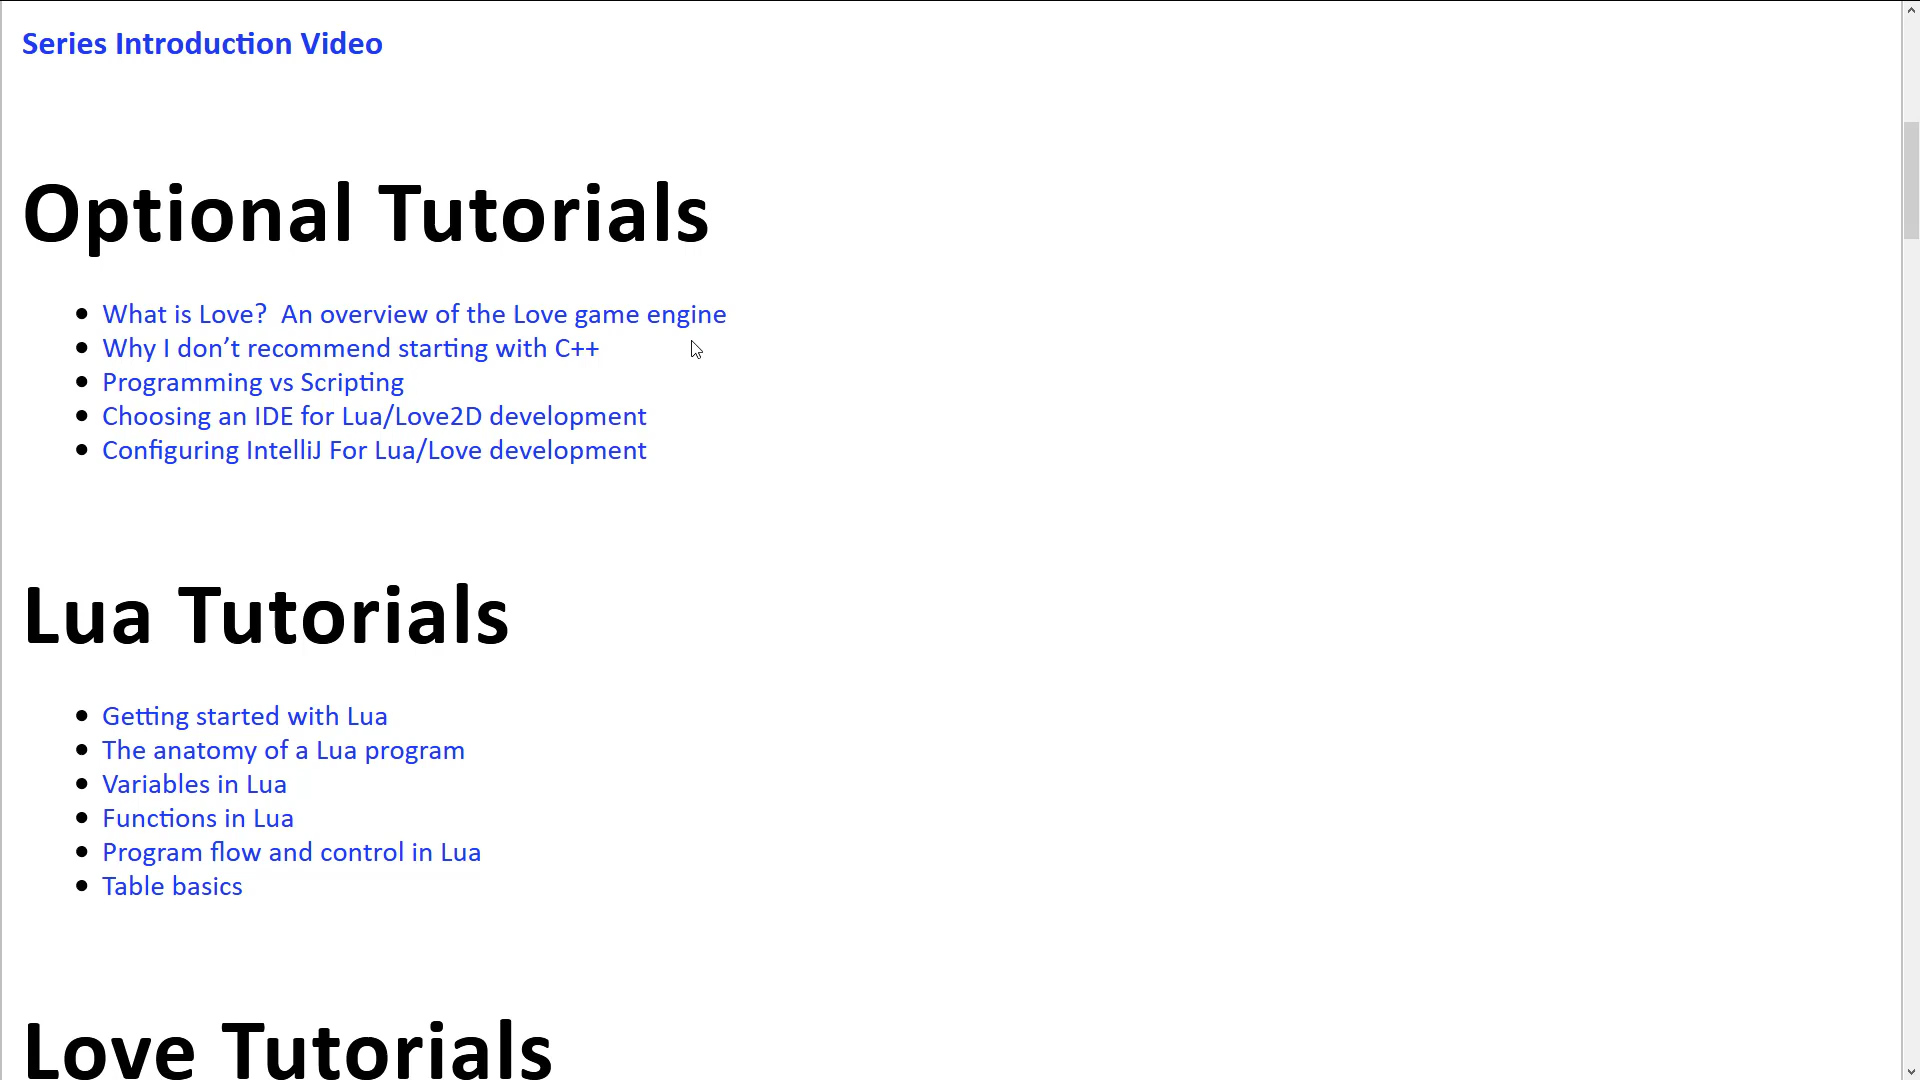 Series Introduction Video
Optional Tutorials
What is Love?  An overview of the Love game engine
Why I don’t recommend starting with C++
Programming vs Scripting
Choosing an IDE for Lua/Love2D development
Configuring IntelliJ For Lua/Love development
Lua Tutorials
Getting started with Lua
The anatomy of a Lua program
Variables in Lua
Functions in Lua
Program flow and control in Lua
Table basics
Love Tutorials